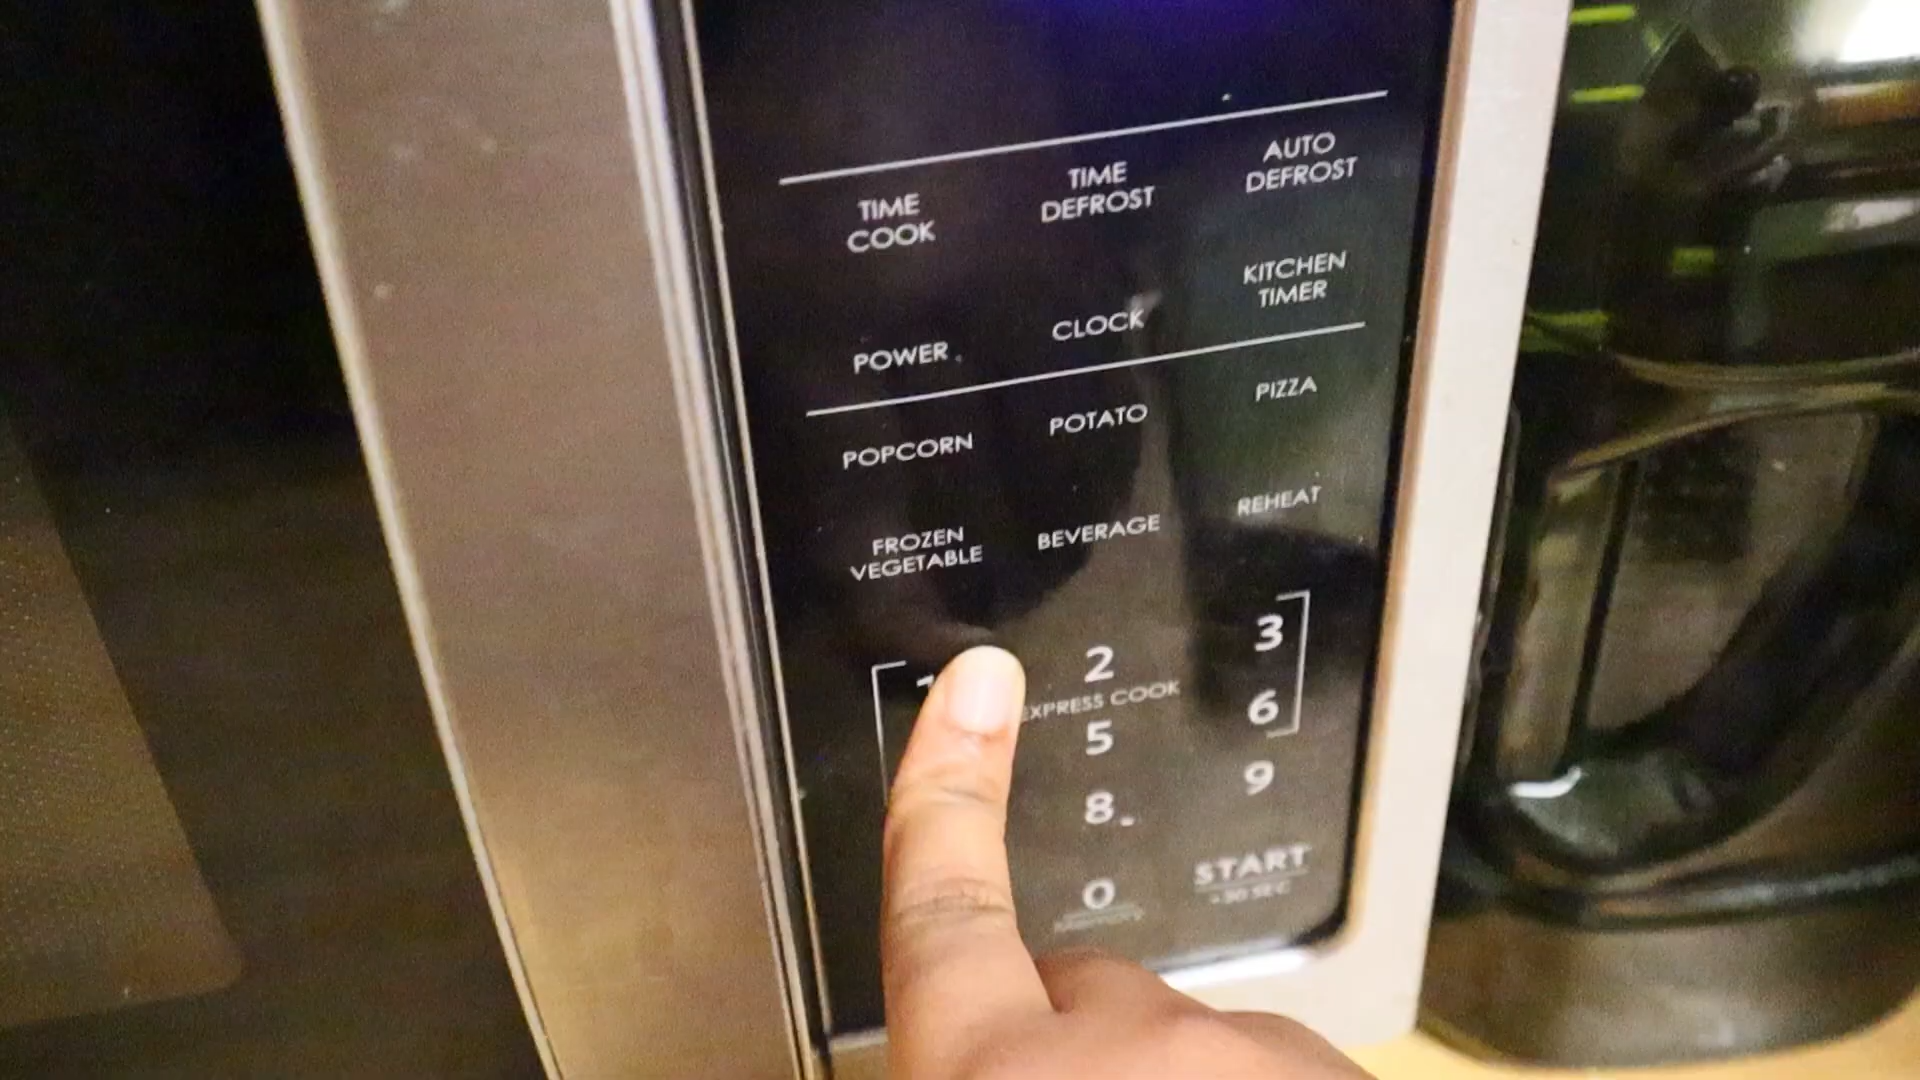 TIME
COOK
TIME
DEFROST
AUTO
DEFROST
POWER
CLOCK
KITCHEN
TIMER
POPCORN
POTATO
PIZZA
FROZEN
VEGETABLE
BEVERAGE
REHEAT
1
2
3
EXPRESS COOK
5
6
8
9
0
START
+30 SEC